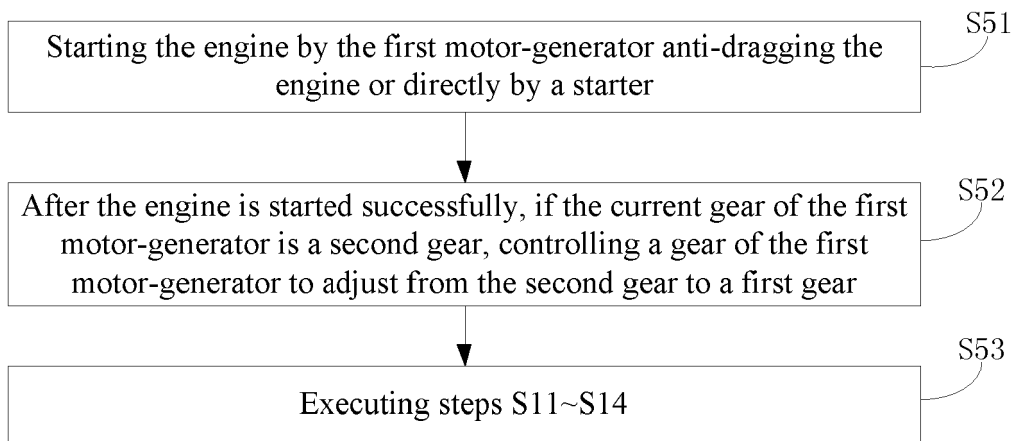 S51
Starting the engine by the first motor-generator anti-dragging the
engine or directly by a starter
S52
After the engine is started successfully, if the current gear of the first
motor-generator is a second gear, controlling a gear of the first
motor-generator to adjust from the second gear to a first gear
S53
Executing steps S11~S14